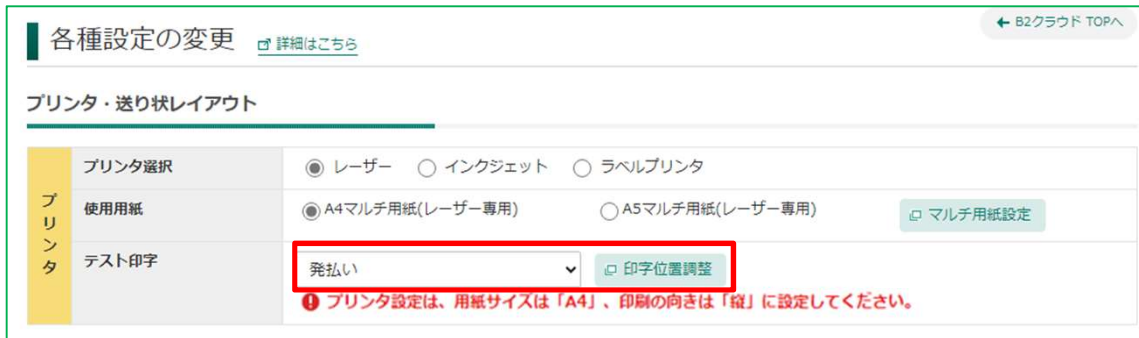 ← B2クラウド TOPへ
各種設定の変更 詳細はこちら
プリンタ・送り状レイアウト
プリンタ
プリンタ選択 レーザー インクジェット ラベルプリンタ
使用用紙 A4マルチ用紙(レーザー専用) A5マルチ用紙(レーザー専用) マルチ用紙設定
テスト印字 発払い 印字位置調整
プリンタ設定は、用紙サイズは「A4」、印刷の向きは「縦」に設定してください。